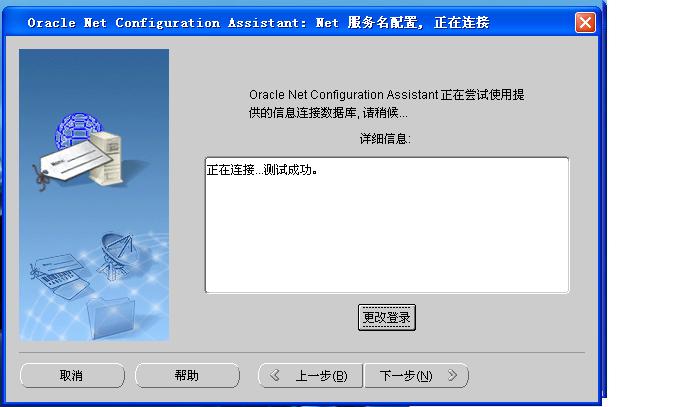 Oracle Net Configuration Assistant: Net 服务名配置, 正在连接
Oracle Net Configuration Assistant 正在尝试使用提
供的信息连接数据库, 请稍候...
详细信息:
正在连接...测试成功。
更改登录
取消
帮助
上一步(B)
下一步(N)